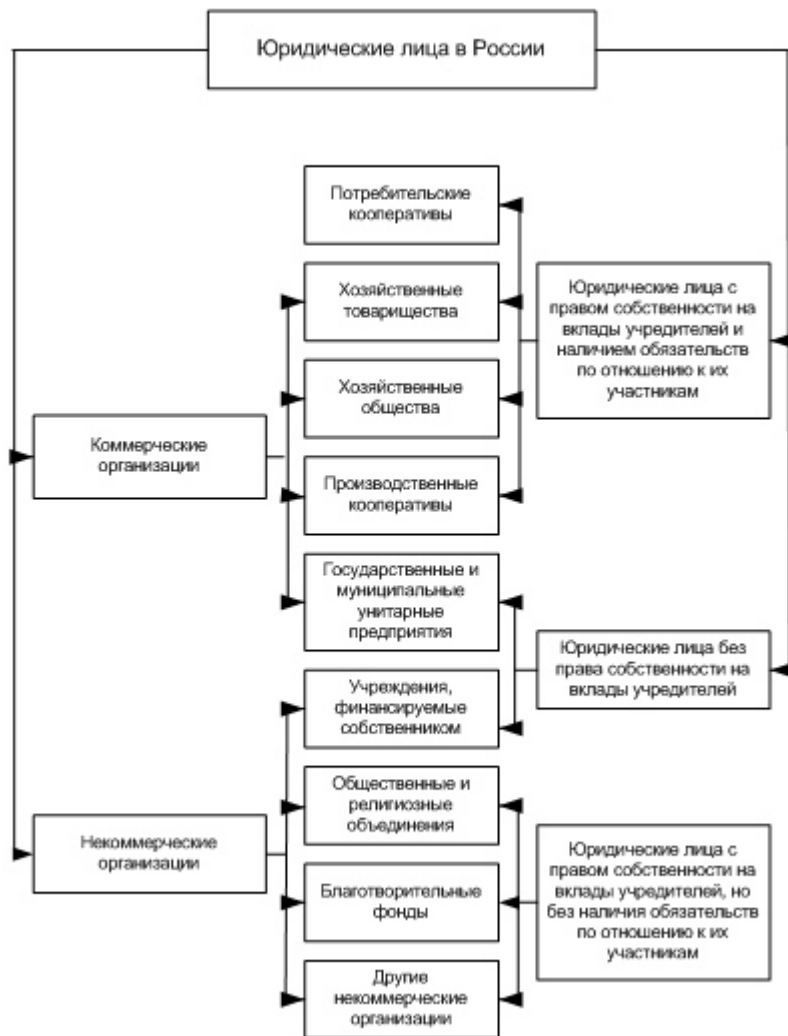 Юридические лица в России
Потребительские
кооперативы
Хозяйственные
товарищества
Юридические лица с
правом собственности на
вклады учредителей и
наличием обязательств
по отношению к их
участникам
Хозяйственные
общества
Коммерческие
организации
Производственные
кооперативы
Государственные и
муниципальные
унитарные
предприятия
Юридические лица без
права собственности на
вклады учредителей
Учреждения,
финансируемые
собственником
Общественные и
религиозные
объединения
Некоммерческие
организации
Юридические лица с
правом собственности на
вклады учредителей, но
без наличия обязательств
по отношению к их
участникам
Благотворительные
фонды
Другие
некоммерческие
организации